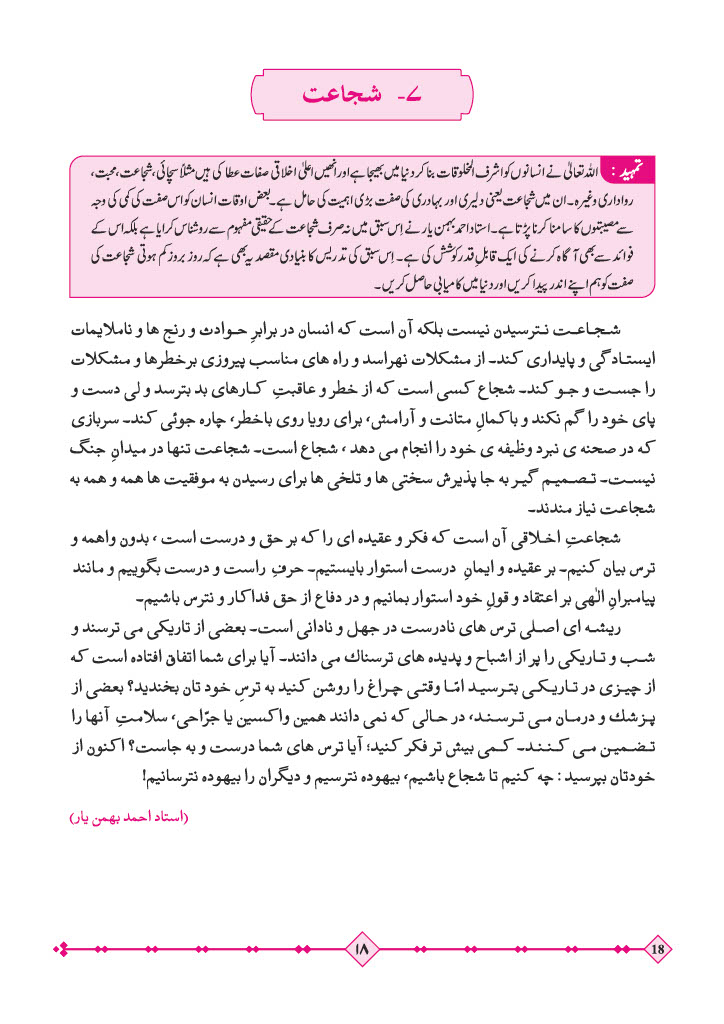 ۷- شجاعت
تمہید : اللہ تعالیٰ نے انسانوں کو اشرف المخلوقات بنا کر دنیا میں بھیجا ہے اور انھیں اعلیٰ اخلاقی صفات عطا کی ہیں مثلاً سچائی، شجاعت، محبت،
رواداری وغیرہ۔ ان میں شجاعت یعنی دلیری اور بہادری کی صفت بڑی اہمیت کی حامل ہے۔ بعض اوقات انسان کو اس صفت کی کمی کی وجہ
سے مصیبتوں کا سامنا کرنا پڑتا ہے۔ استاد احمد بہمن یار نے اِس سبق میں نہ صرف شجاعت کے حقیقی مفہوم سے روشناس کرایا ہے بلکہ اس کے
فوائد سے بھی آگاہ کرنے کی ایک قابلِ قدر کوشش کی ہے۔ اِس سبق کی تدریس کا بنیادی مقصد یہ بھی ہے کہ روز بروز کم ہوتی شجاعت کی
صفت کو ہم اپنے اندر پیدا کریں اور دنیا میں کامیابی حاصل کریں۔
شجاعت نترسیدن نیست بلکه آن است که انسان در برابرِ حوادث و رنج ها و ناملایمات
ایستادگی و پایداری کند۔ از مشکلات نهراسد و راه های مناسب پیروزی برخطرها و مشکلات
را جست و جو کند۔ شجاع کسی است که از خطر و عاقبتِ کارهای بد بترسد و لی دست و
پای خود را گم نکند و باکمالِ متانت و آرامش، برای رویا روی باخطر، چاره جوئی کند۔ سربازی
که در صحنه ی نبرد وظیفه ی خود را انجام می دهد ، شجاع است۔ شجاعت تنها در میدانِ جنگ
نیست۔ تصمیم گیر به جا پذیرش سختی ها و تلخی ها برای رسیدن به موفقیت ها همه و همه به
شجاعت نیاز مندند۔
شجاعتِ اخلاقی آن است که فکر و عقیده ای را که بر حق و درست است ، بدون واهمه و
ترس بیان کنیم۔ بر عقیده و ایمانِ درست استوار بایستیم۔ حرفِ راست و درست بگوییم و مانند
پیامبرانِ الٰهی بر اعتقاد و قولِ خود استوار بمانیم و در دفاع از حق فداکار و نترس باشیم۔
ریشه ای اصلی ترس های نادرست در جهل و نادانی است۔ بعضی از تاریکی می ترسند و
شب و تاریکی را پر از اشباح و پدیده های ترسناک می دانند۔ آیا برای شما اتفاق افتاده است که
از چیزی در تاریکی بترسید امّا وقتی چراغ را روشن کنید به ترسِ خود تان بخندید؟ بعضی از
پزشك و درمان می ترسند، در حالی که نمی دانند همین واکسین یا جرّاحی، سلامتِ آنها را
تضمین می کنند۔ کمی بیش تر فکر کنید؛ آیا ترس های شما درست و به جاست؟ اکنون از
خودتان بپرسید : چه کنیم تا شجاع باشیم، بیهوده نترسیم و دیگران را بیهوده نترسانیم!
(استاد احمد بهمن یار)
۱۸
18